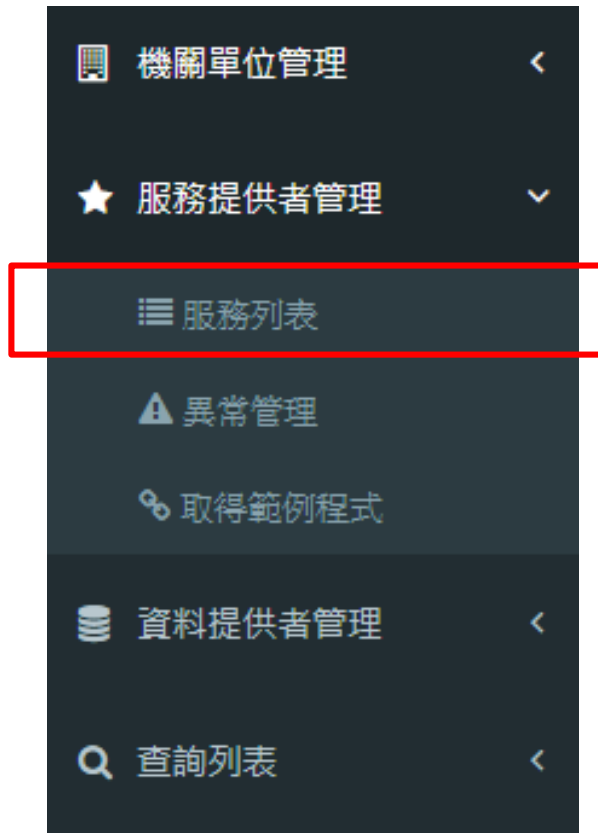 機關單位管理
服務提供者管理
服務列表
異常管理
取得範例程式
資料提供者管理
查詢列表